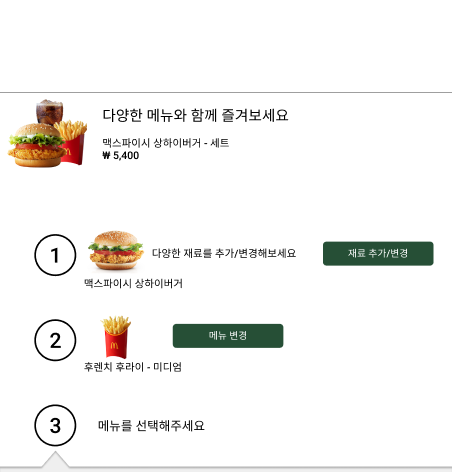 다양한 메뉴와 함께 즐겨보세요
맥스파이시 상하이버거 - 세트
₩ 5,400
1
다양한 재료를 추가/변경해보세요
재료 추가/변경
맥스파이시 상하이버거
2
메뉴 변경
후렌치 후라이 - 미디엄
3
메뉴를 선택해주세요